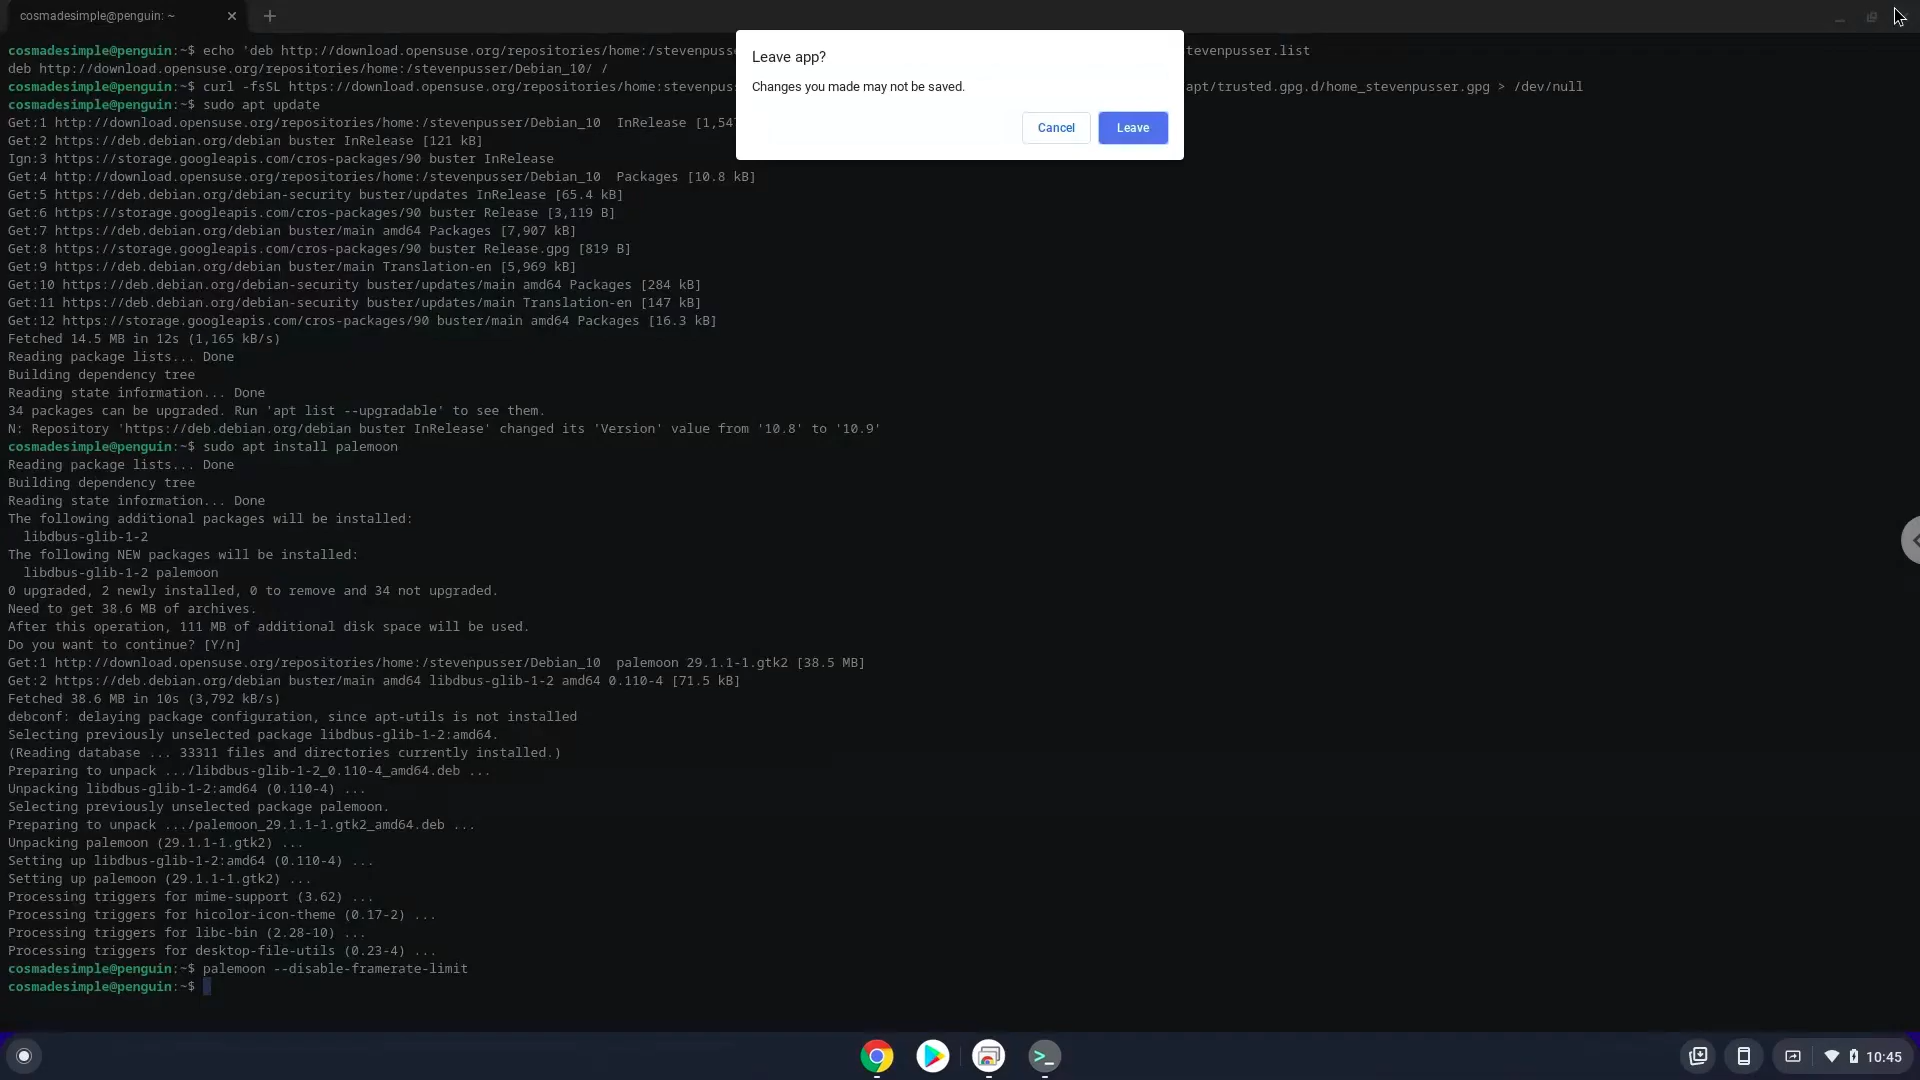 cosmadesimple@penguin: ~
cosmadesimple@penguin:~$ echo 'deb http://download.opensuse.org/repositories/home:/stevenpusse tevenpusser.list
deb http://download.opensuse.org/repositories/home:/stevenpusser/Debian_10/ /
cosmadesimple@penguin:~$ curl -fsSL https://download.opensuse.org/repositories/home:stevenpus apt/trusted.gpg.d/home_stevenpusser.gpg > /dev/null
cosmadesimple@penguin:~$ sudo apt update
Get:1 http://download.opensuse.org/repositories/home:/stevenpusser/Debian_10  InRelease [1,547
Get:2 https://deb.debian.org/debian buster InRelease [121 kB]
Ign:3 https://storage.googleapis.com/cros-packages/90 buster InRelease
Get:4 http://download.opensuse.org/repositories/home:/stevenpusser/Debian_10  Packages [10.8 kB]
Get:5 https://deb.debian.org/debian-security buster/updates InRelease [65.4 kB]
Get:6 https://storage.googleapis.com/cros-packages/90 buster Release [3,119 B]
Get:7 https://deb.debian.org/debian buster/main amd64 Packages [7,907 kB]
Get:8 https://storage.googleapis.com/cros-packages/90 buster Release.gpg [819 B]
Get:9 https://deb.debian.org/debian buster/main Translation-en [5,969 kB]
Get:10 https://deb.debian.org/debian-security buster/updates/main amd64 Packages [284 kB]
Get:11 https://deb.debian.org/debian-security buster/updates/main Translation-en [147 kB]
Get:12 https://storage.googleapis.com/cros-packages/90 buster/main amd64 Packages [16.3 kB]
Fetched 14.5 MB in 12s (1,165 kB/s)
Reading package lists... Done
Building dependency tree
Reading state information... Done
34 packages can be upgraded. Run 'apt list --upgradable' to see them.
N: Repository 'https://deb.debian.org/debian buster InRelease' changed its 'Version' value from '10.8' to '10.9'
cosmadesimple@penguin:~$ sudo apt install palemoon
Reading package lists... Done
Building dependency tree
Reading state information... Done
The following additional packages will be installed:
  libdbus-glib-1-2
The following NEW packages will be installed:
  libdbus-glib-1-2 palemoon
0 upgraded, 2 newly installed, 0 to remove and 34 not upgraded.
Need to get 38.6 MB of archives.
After this operation, 111 MB of additional disk space will be used.
Do you want to continue? [Y/n]
Get:1 http://download.opensuse.org/repositories/home:/stevenpusser/Debian_10  palemoon 29.1.1-1.gtk2 [38.5 MB]
Get:2 https://deb.debian.org/debian buster/main amd64 libdbus-glib-1-2 amd64 0.110-4 [71.5 kB]
Fetched 38.6 MB in 10s (3,792 kB/s)
debconf: delaying package configuration, since apt-utils is not installed
Selecting previously unselected package libdbus-glib-1-2:amd64.
(Reading database ... 33311 files and directories currently installed.)
Preparing to unpack .../libdbus-glib-1-2_0.110-4_amd64.deb ...
Unpacking libdbus-glib-1-2:amd64 (0.110-4) ...
Selecting previously unselected package palemoon.
Preparing to unpack .../palemoon_29.1.1-1.gtk2_amd64.deb ...
Unpacking palemoon (29.1.1-1.gtk2) ...
Setting up libdbus-glib-1-2:amd64 (0.110-4) ...
Setting up palemoon (29.1.1-1.gtk2) ...
Processing triggers for mime-support (3.62) ...
Processing triggers for hicolor-icon-theme (0.17-2) ...
Processing triggers for libc-bin (2.28-10) ...
Processing triggers for desktop-file-utils (0.23-4) ...
cosmadesimple@penguin:~$ palemoon --disable-framerate-limit
cosmadesimple@penguin:~$
Leave app?
Changes you made may not be saved.
Cancel
Leave
10:45